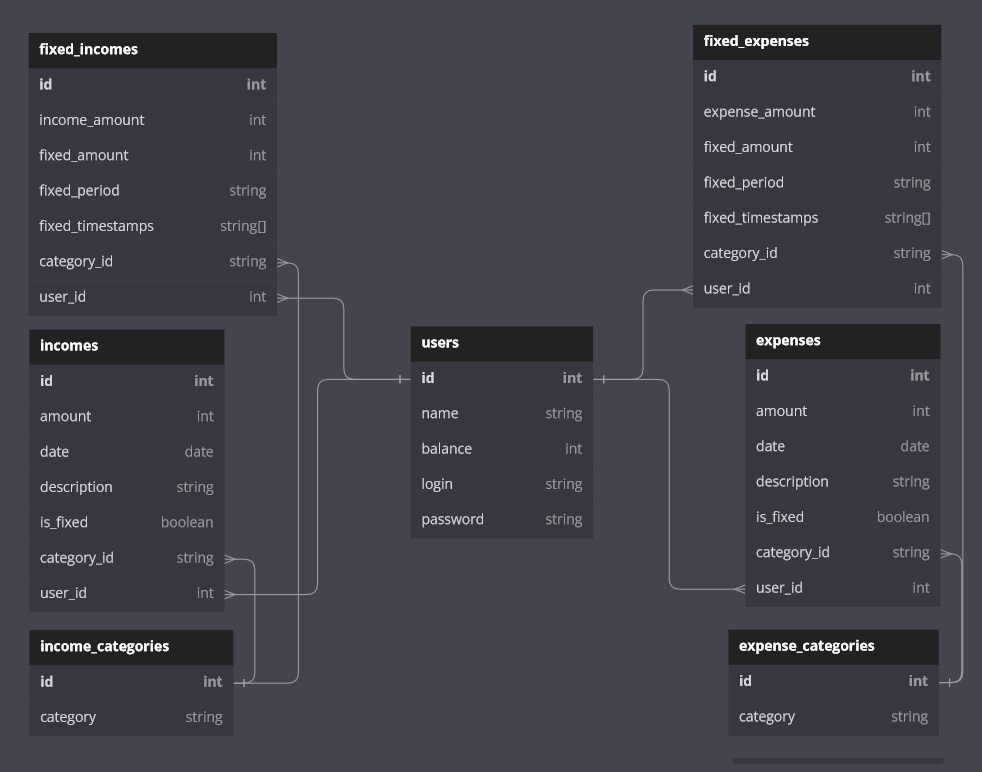 fixed_incomes
id int
income_amount int
fixed_amount int
fixed_period string
fixed_timestamps string[]
category_id string
user_id int
incomes
id int
amount int
date date
description string
is_fixed boolean
category_id string
user_id int
income_categories
id int
category string
users
id int
name string
balance int
login string
password string
fixed_expenses
id int
expense_amount int
fixed_amount int
fixed_period string
fixed_timestamps string[]
category_id string
user_id int
expenses
id int
amount int
date date
description string
is_fixed boolean
category_id string
user_id int
expense_categories
id int
category string